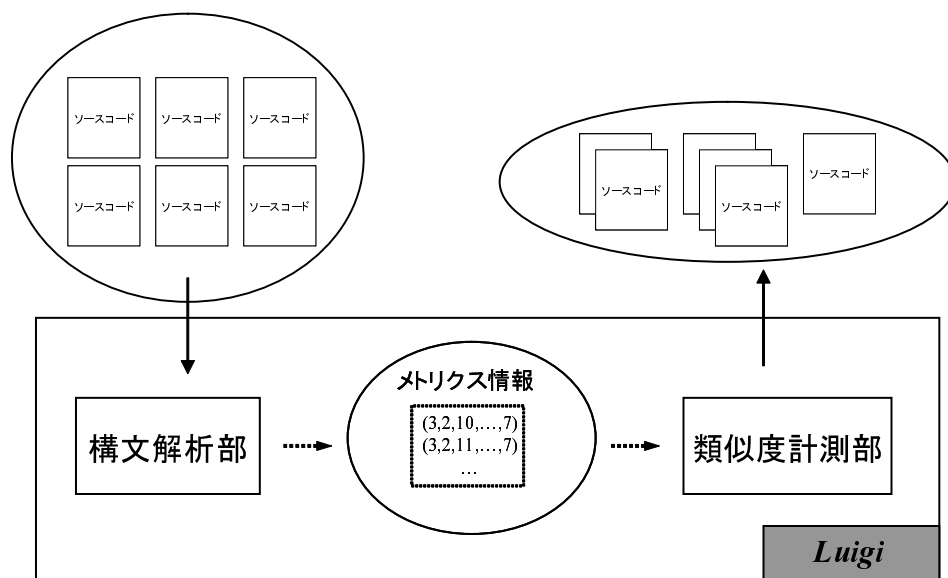 ソースコード ソースコード ソースコード
ソースコード ソースコード ソースコード
ソースコード ソースコード ソースコード
メトリクス情報
(3,2,10,…,7)
(3,2,11,…,7)
…
構文解析部
類似度計測部
Luigi